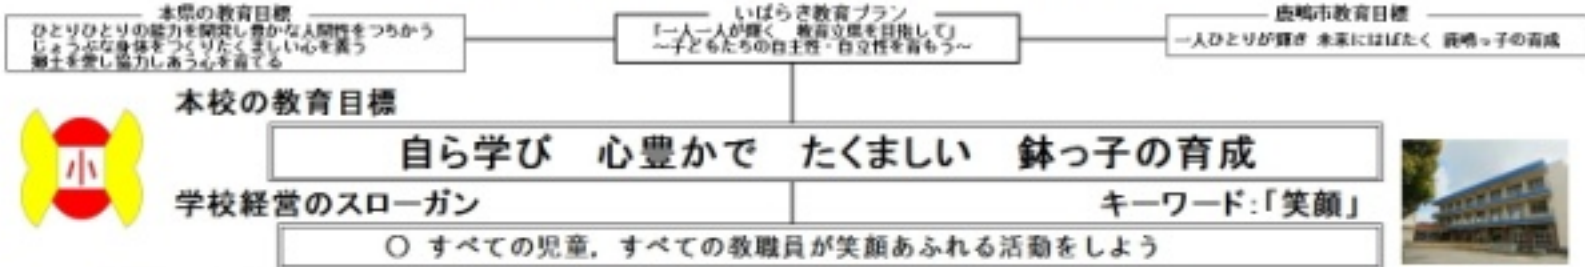 本県の教育目標
ひとりひとりの能力を開発し豊かな人間性をつちかう
じょうぶな身体をつくりたくましい心を養う
郷土を愛し協力しあう心を育てる
いばらき教育プラン
「一人一人が輝く 教育立県を目指して」
～子どもたちの自主性・自立性を育もう～
鹿嶋市教育目標
一人ひとりが輝き 未来にはばたく 鹿嶋っ子の育成
本校の教育目標
自ら学び 心豊かで たくましい 鉢っ子の育成
小
学校経営のスローガン
キーワード:「笑顔」
○ すべての児童，すべての教職員が笑顔あふれる活動をしよう